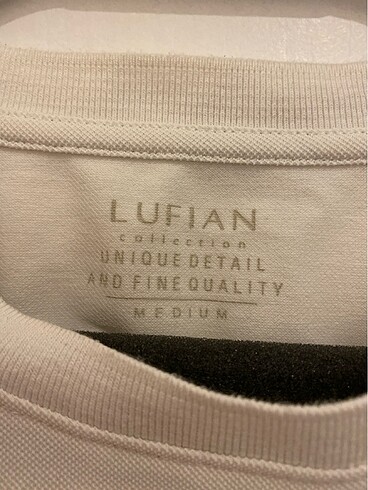 LUFIAN
collection
UNIQUE DETAIL
AND FINE QUALITY
MEDIUM